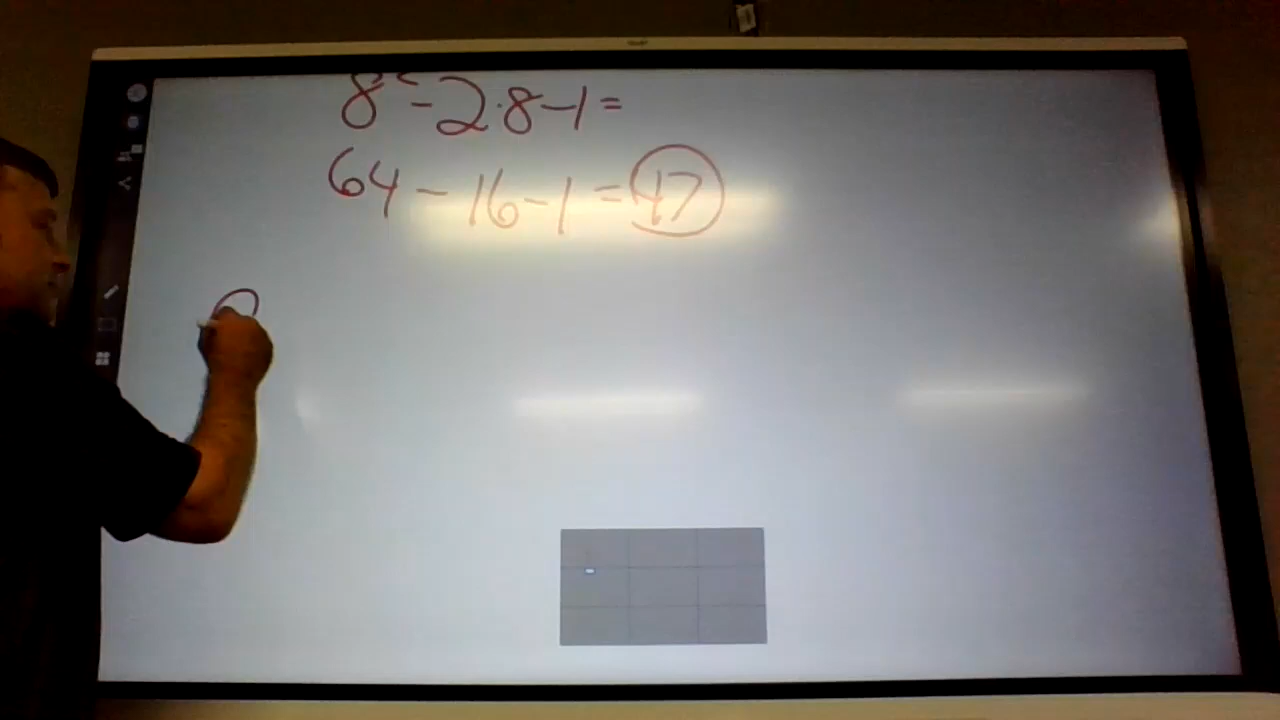 8² - 2·8 - 1 =
64 - 16 - 1 = 47